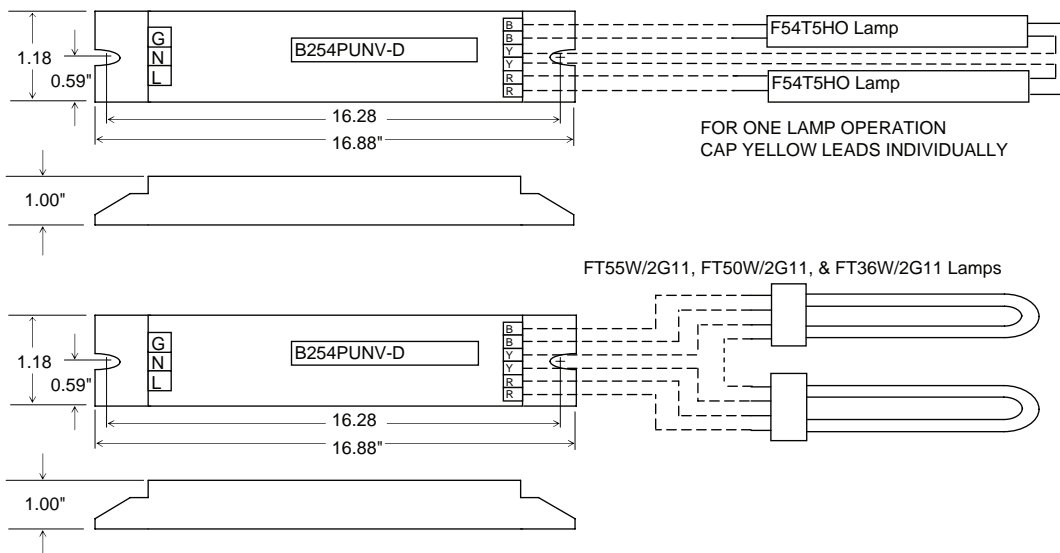 B
F54T5HO Lamp
G
B
1.18
N
B254PUNV-D
Y
Y
0.59"
L
R
F54T5HO Lamp
R
16.28
FOR ONE LAMP OPERATION
16.88"
CAP YELLOW LEADS INDIVIDUALLY
1.00"
FT55W/2G11, FT50W/2G11, & FT36W/2G11 Lamps
B
G
B
1.18
N
B254PUNV-D
Y
Y
0.59"
L
R
R
16.28
16.88"
1.00"